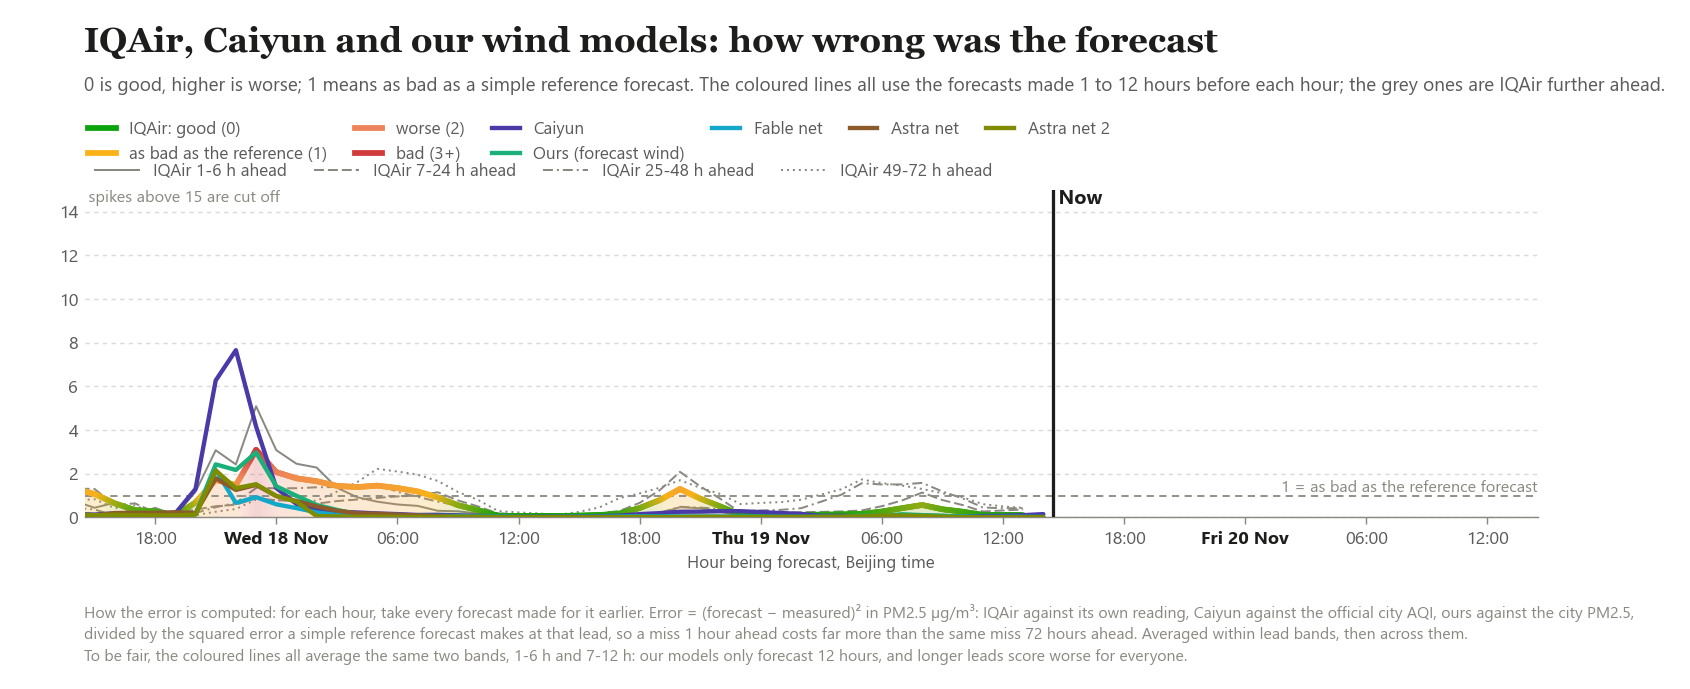 IQAir, Caiyun and our wind models: how wrong was the forecast
0 is good, higher is worse; 1 means as bad as a simple reference forecast. The coloured lines all use the forecasts made 1 to 12 hours before each hour; the grey ones are IQAir further ahead.
IQAir: good (0) worse (2) Caiyun Fable net Astra net Astra net 2
as bad as the reference (1) bad (3+) Ours (forecast wind)
IQAir 1-6 h ahead IQAir 7-24 h ahead IQAir 25-48 h ahead IQAir 49-72 h ahead
spikes above 15 are cut off
Now
14
12
10
8
6
4
2
0
1 = as bad as the reference forecast
18:00 Wed 18 Nov 06:00 12:00 18:00 Thu 19 Nov 06:00 12:00 18:00 Fri 20 Nov 06:00 12:00
Hour being forecast, Beijing time
How the error is computed: for each hour, take every forecast made for it earlier. Error = (forecast − measured)² in PM2.5 µg/m³: IQAir against its own reading, Caiyun against the official city AQI, ours against the city PM2.5,
divided by the squared error a simple reference forecast makes at that lead, so a miss 1 hour ahead costs far more than the same miss 72 hours ahead. Averaged within lead bands, then across them.
To be fair, the coloured lines all average the same two bands, 1-6 h and 7-12 h: our models only forecast 12 hours, and longer leads score worse for everyone.